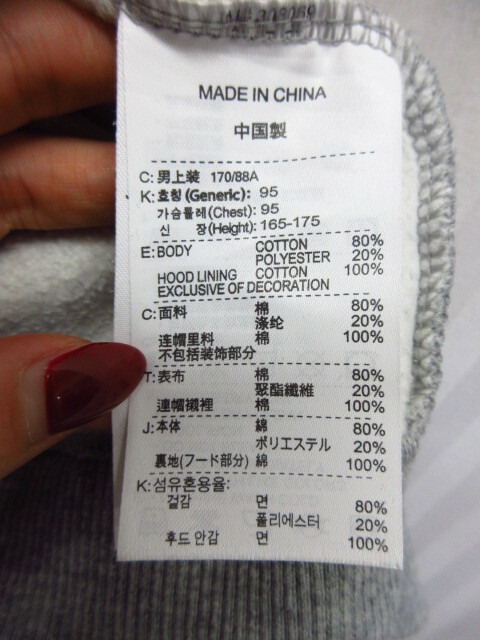 MADE IN CHINA
中国製
C: 男上装 170/88A
K: 호칭(Generic): 95
가슴둘레(Chest): 95
신 장(Height): 165-175
E: BODY COTTON 80%
POLYESTER 20%
HOOD LINING COTTON 100%
EXCLUSIVE OF DECORATION
C: 面料 棉 80%
涤纶 20%
连帽里料 棉 100%
不包括装饰部分
T: 表布 棉 80%
聚酯纖維 20%
連帽襯裡 棉 100%
J: 本体 綿 80%
ポリエステル 20%
裏地(フード部分) 綿 100%
K: 섬유혼용율:
겉감 면 80%
폴리에스터 20%
후드 안감 면 100%